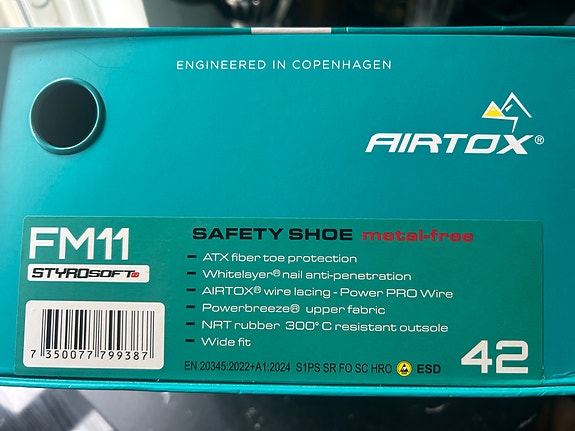 ENGINEERED IN COPENHAGEN
AIRTOX®
FM11
STYROSOFT
SAFETY SHOE metal-free
– ATX fiber toe protection
– Whitelayer® nail anti-penetration
– AIRTOX® wire lacing - Power PRO Wire
– Powerbreeze® upper fabric
– NRT rubber 300° C resistant outsole
– Wide fit
7 350077 799387
EN 20345:2022+A1:2024 S1PS SR FO SC HRO ESD
42